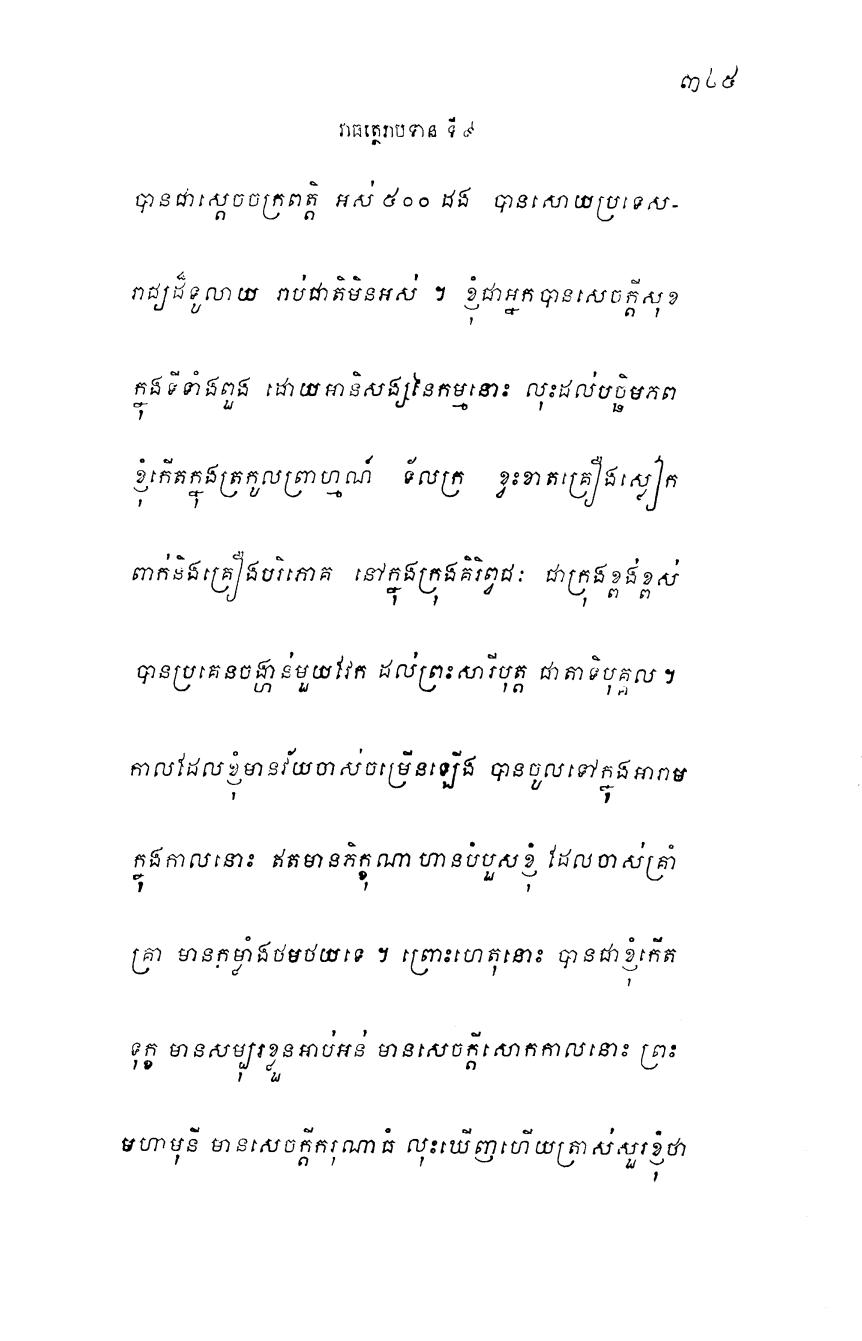 ៣៤៥
រាធត្ថេរាបទាន ទី ៩
បានជាស្ដេចចក្រពត្តិ អស់ ៥០០ ដង បានសោយប្រទេស-
រាជ្យដ៏ទូលាយ រាប់ជាតិមិនអស់ ។ ខ្ញុំជាអ្នកបានសេចក្ដីសុខ
ក្នុងទីទាំងពួង ដោយអានិសង្សនៃកម្មនោះ លុះដល់បច្ឆិមភព
ខ្ញុំកើតក្នុងត្រកូលព្រាហ្មណ៍ ទ័លក្រ ខ្វះខាតគ្រឿងស្លៀក
ពាក់និងគ្រឿងបរិភោគ នៅក្នុងក្រុងគិរិព្វជៈ ជាក្រុងខ្ពង់ខ្ពស់
បានប្រគេនចង្ហាន់មួយវែក ដល់ព្រះសារីបុត្ត ជាតាទិបុគ្គល ។
កាលដែលខ្ញុំមានវ័យចាស់ចម្រើនឡើង បានចូលទៅក្នុងអារាម
ក្នុងកាលនោះ ឥតមានភិក្ខុណាហានបំបួសខ្ញុំ ដែលចាស់គ្រាំ
គ្រា មានកម្លាំងថមថយទេ ។ ព្រោះហេតុនោះ បានជាខ្ញុំកើត
ទុក្ខ មានសម្បុរខ្លួនអាប់អន់ មានសេចក្ដីសោកកាលនោះ ព្រះ
មហាមុនី មានសេចក្ដីករុណាធំ លុះឃើញហើយត្រាស់សួរខ្ញុំថា